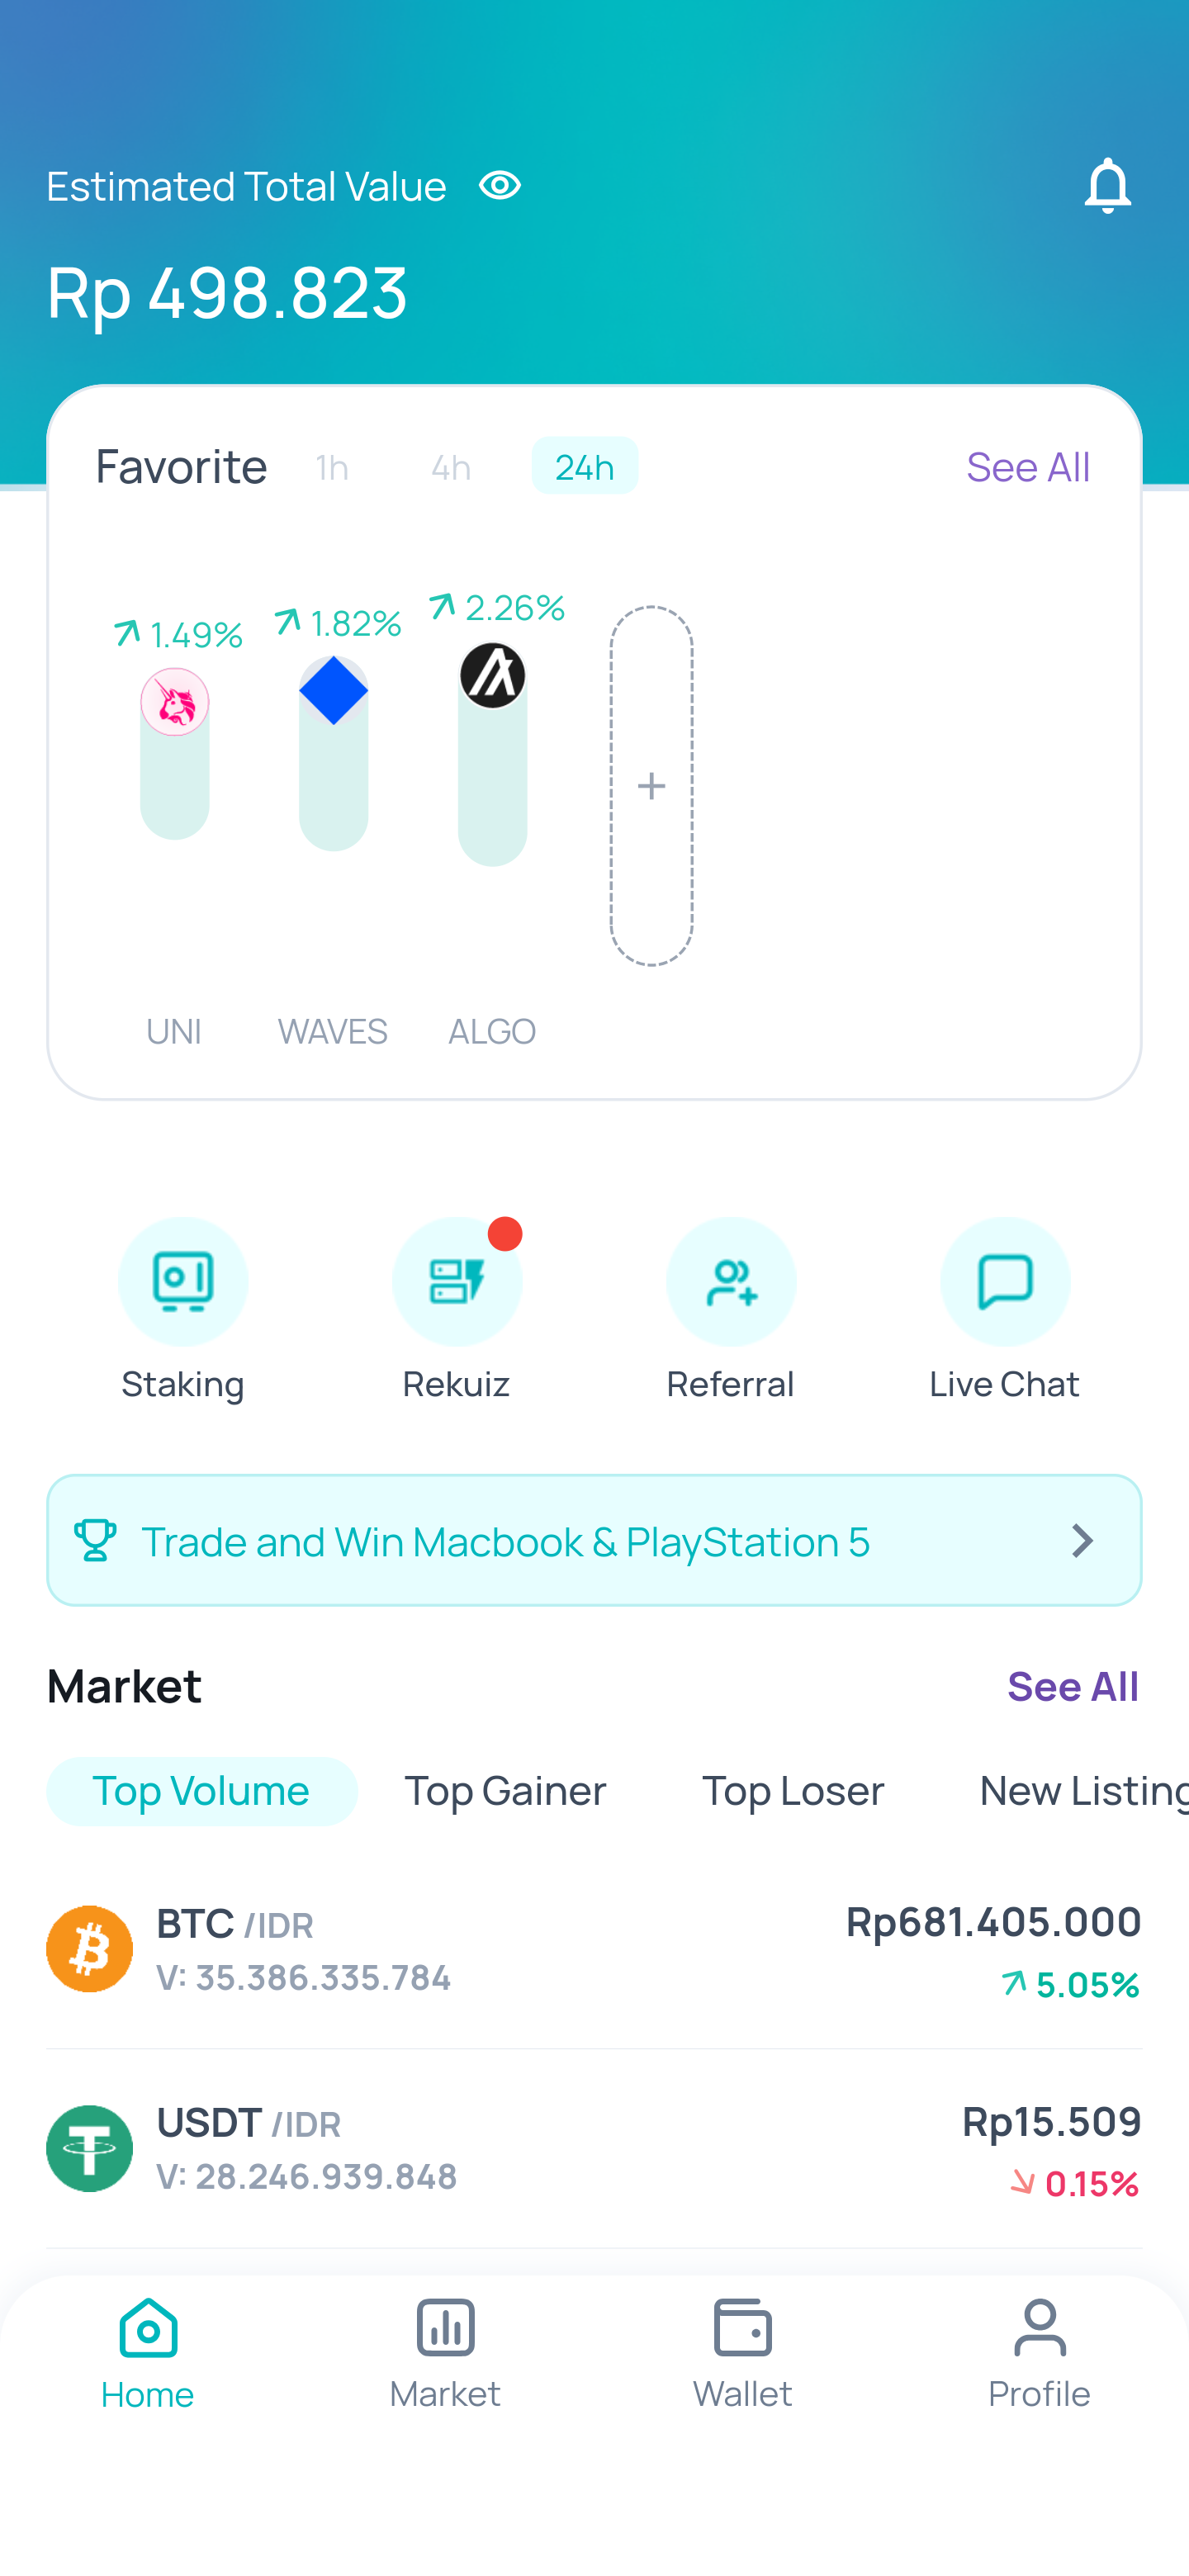 Estimated Total Value
Rp 498.823
Favorite 1h 4h 24h See All
1.49% 1.82% 2.26%
+
UNI WAVES ALGO
Staking Rekuiz Referral Live Chat
Trade and Win Macbook & PlayStation 5
Market See All
Top Volume Top Gainer Top Loser New Listing
BTC /IDR Rp681.405.000
V: 35.386.335.784 5.05%
USDT /IDR Rp15.509
V: 28.246.939.848 0.15%
Home Market Wallet Profile